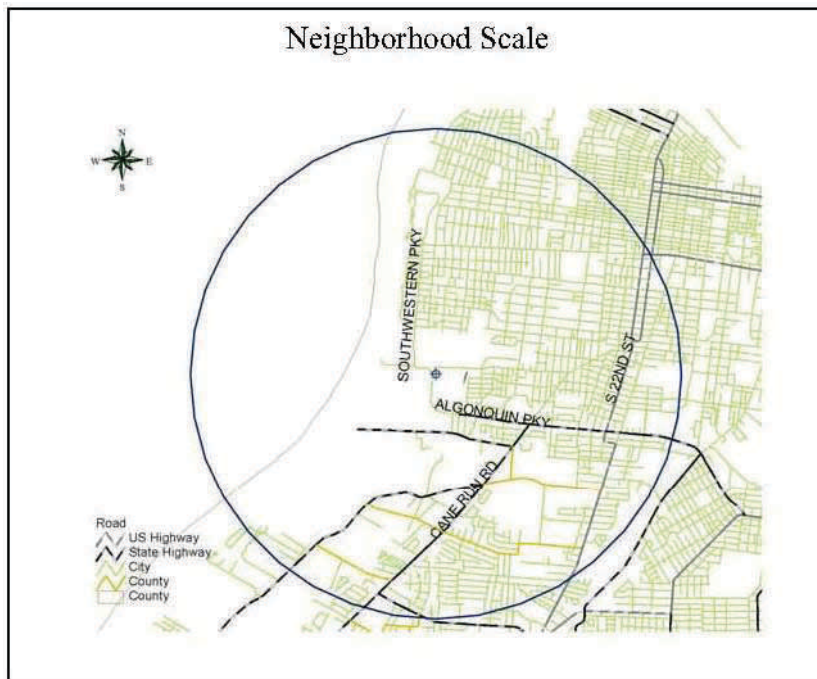 Neighborhood Scale
N
W E
S
SOUTHWESTERN PKY
S 22ND ST
ALGONQUIN PKY
CANE RUN RD
Road
US Highway
State Highway
City
County
County